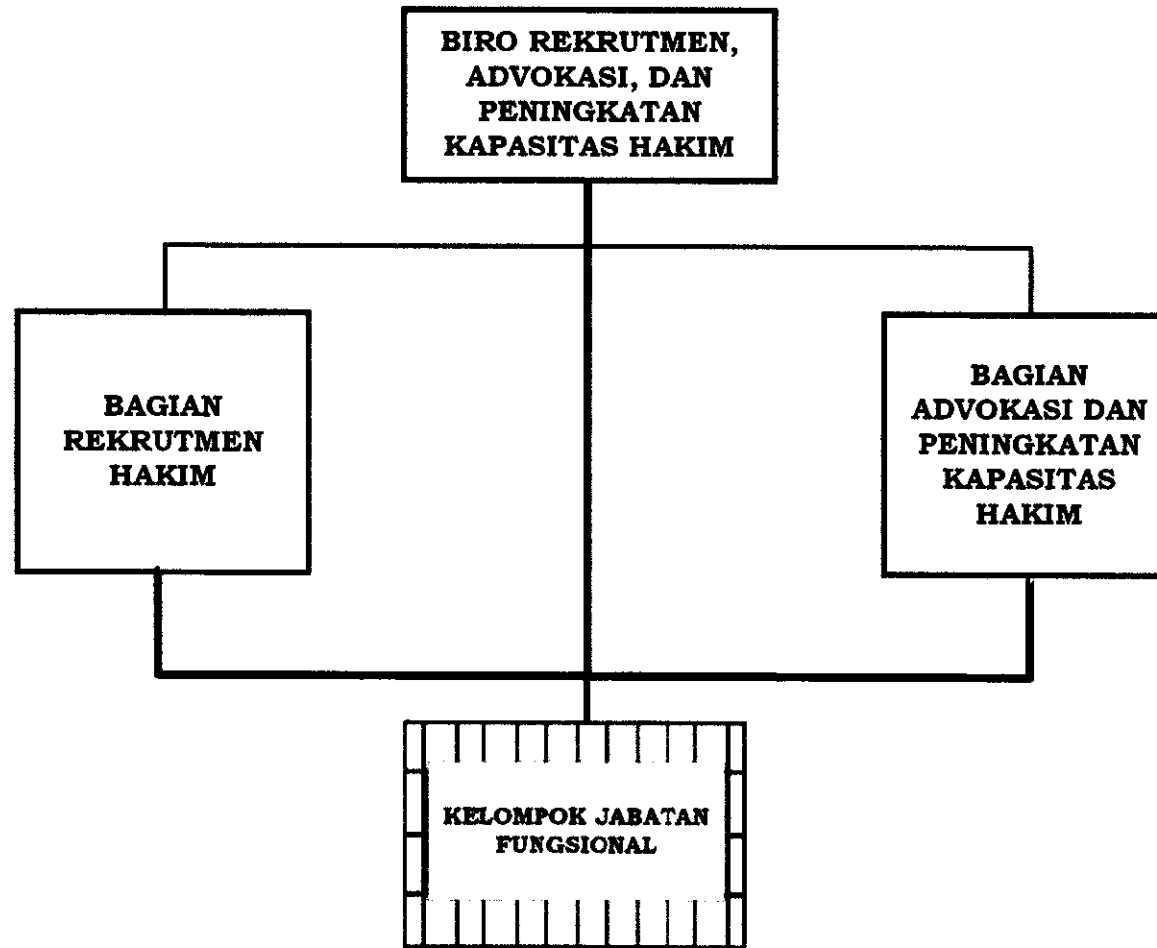 BIRO REKRUTMEN,
ADVOKASI, DAN
PENINGKATAN
KAPASITAS HAKIM
BAGIAN
REKRUTMEN
HAKIM
BAGIAN
ADVOKASI DAN
PENINGKATAN
KAPASITAS
HAKIM
KELOMPOK JABATAN
FUNGSIONAL